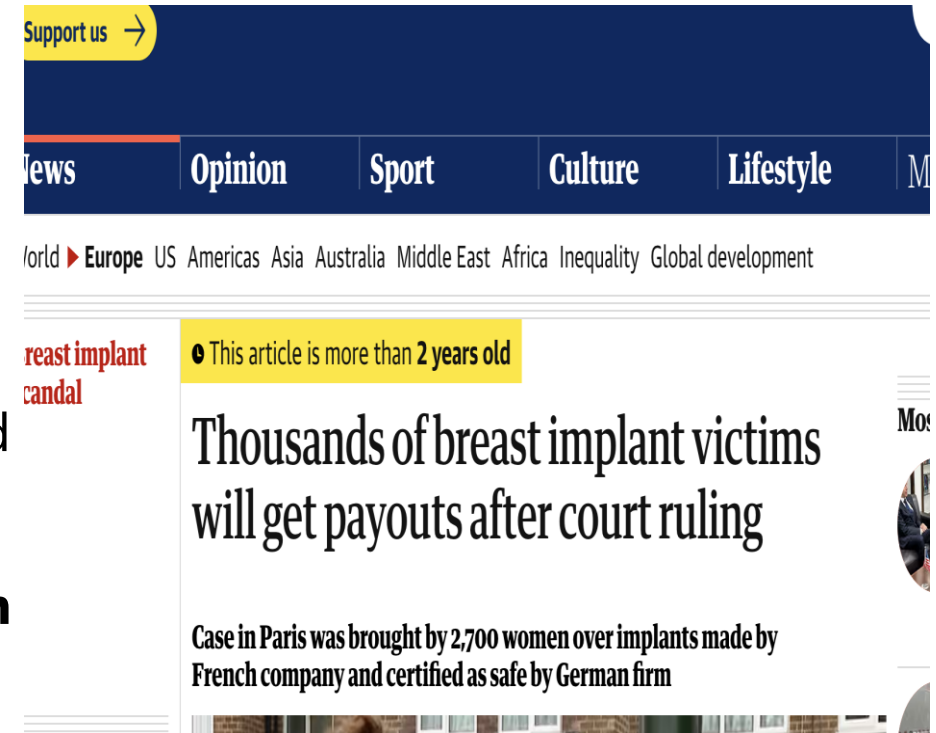 Support us →
News Opinion Sport Culture Lifestyle M
World Europe US Americas Asia Australia Middle East Africa Inequality Global development
Breast implant
scandal
This article is more than 2 years old
Thousands of breast implant victims
will get payouts after court ruling
Case in Paris was brought by 2,700 women over implants made by
French company and certified as safe by German firm
Mos